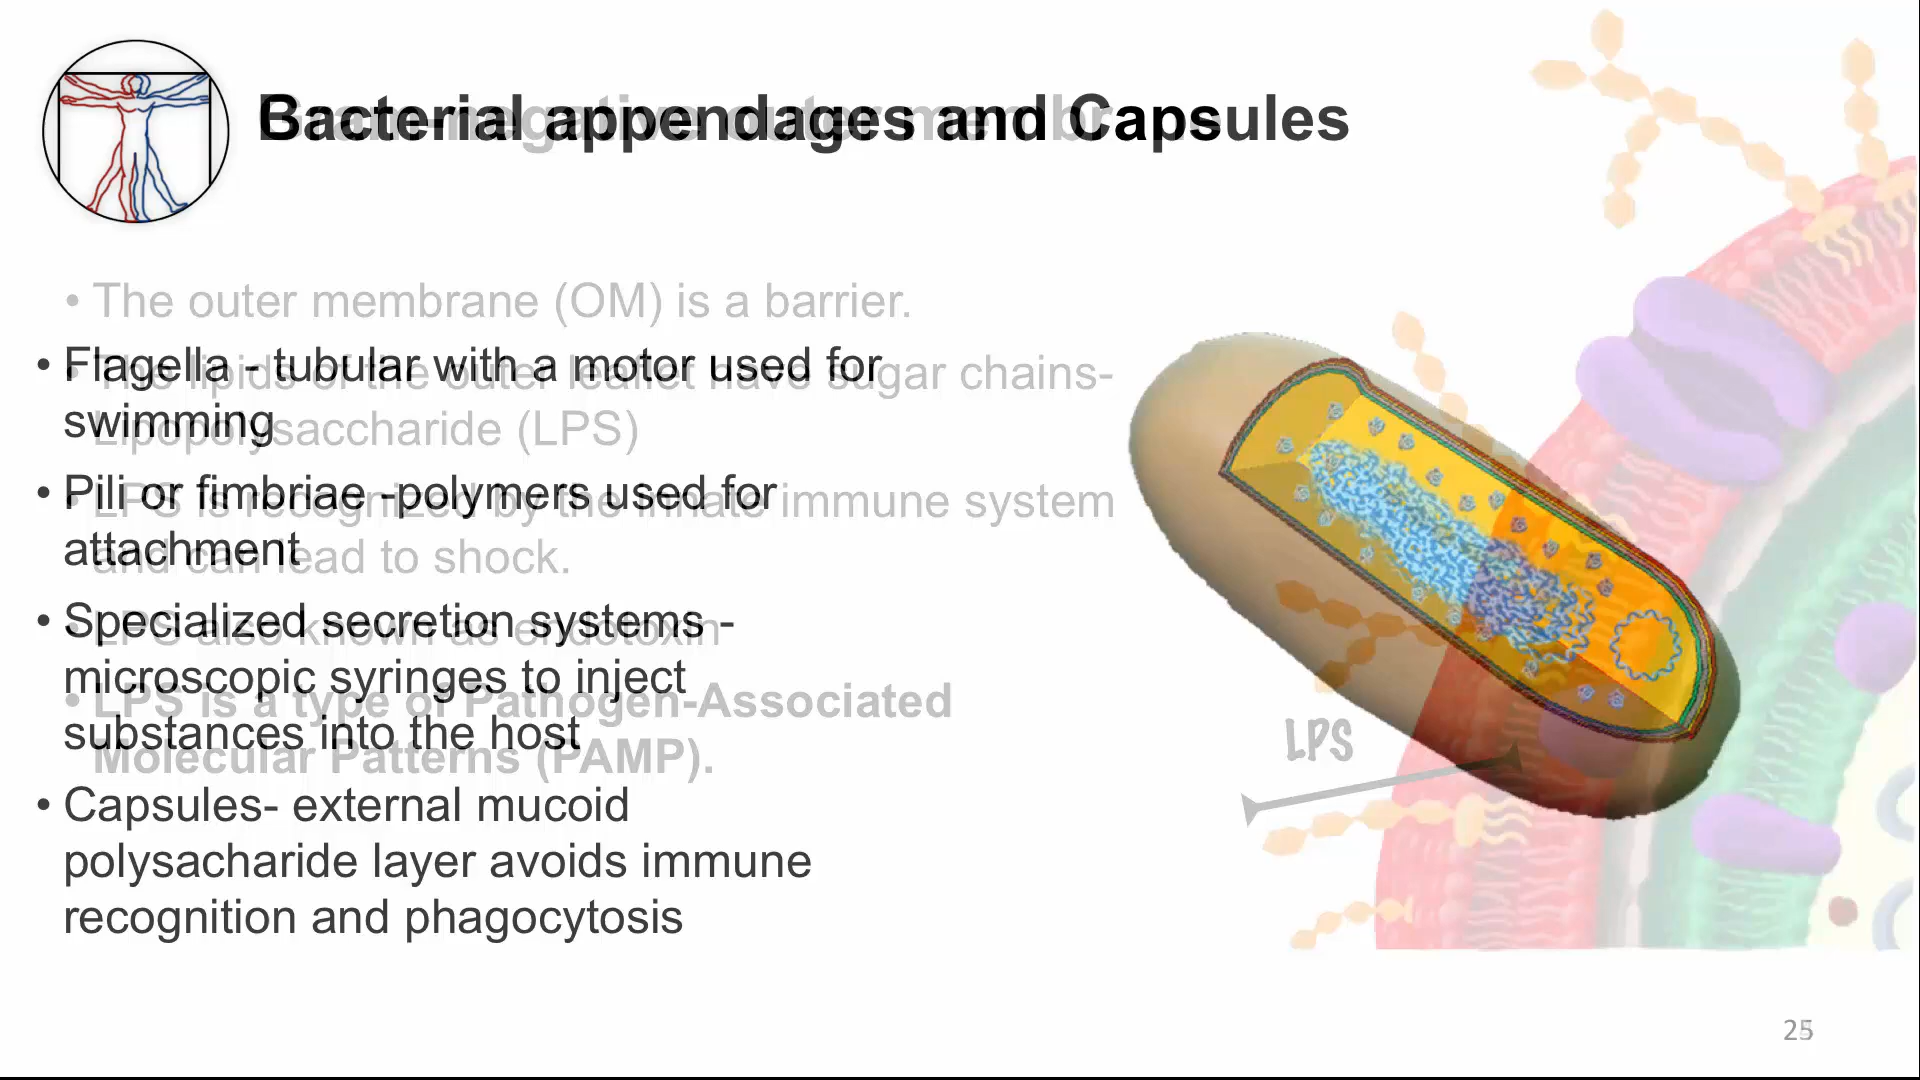 Bacterial appendages and Capsules
• The outer membrane (OM) is a barrier.
• Flagella - tubular with a motor used for
swimming
• The lipids of the outer leaflet have sugar chains-
Lipopolysaccharide (LPS)
• Pili or fimbriae -polymers used for
attachment
• LPS is recognized by the innate immune system
and can lead to shock.
• Specialized secretion systems -
microscopic syringes to inject
substances into the host
• LPS also known as endotoxin
• LPS is a type of Pathogen-Associated
Molecular Patterns (PAMP).
• Capsules- external mucoid
polysacharide layer avoids immune
recognition and phagocytosis
LPS
25